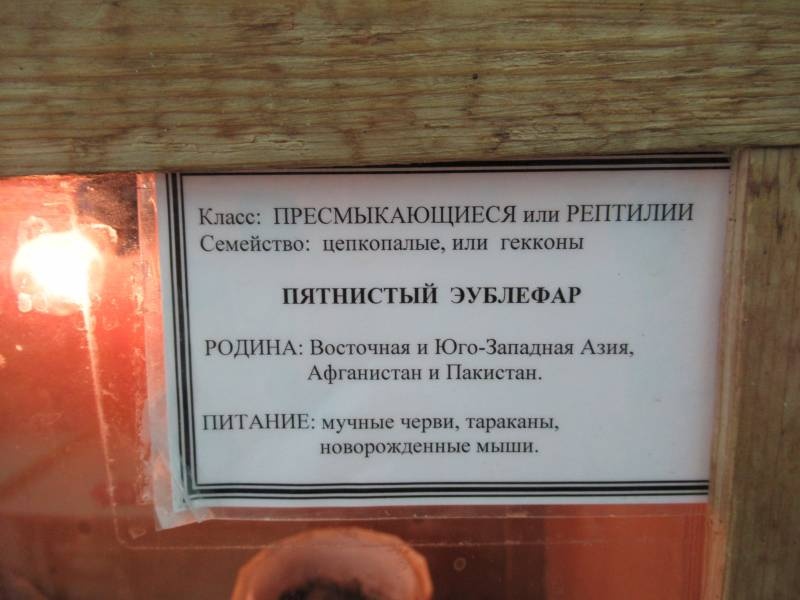 Класс: ПРЕСМЫКАЮЩИЕСЯ или РЕПТИЛИИ
Семейство: цепкопалые, или гекконы
ПЯТНИСТЫЙ ЭУБЛЕФАР
РОДИНА: Восточная и Юго-Западная Азия,
Афганистан и Пакистан.
ПИТАНИЕ: мучные черви, тараканы,
новорожденные мыши.